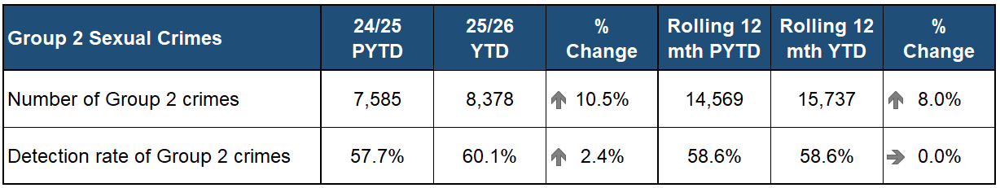 Group 2 Sexual Crimes 24/25 PYTD 25/26 YTD % Change Rolling 12 mth PYTD Rolling 12 mth YTD % Change
Number of Group 2 crimes 7,585 8,378 10.5% 14,569 15,737 8.0%
Detection rate of Group 2 crimes 57.7% 60.1% 2.4% 58.6% 58.6% 0.0%